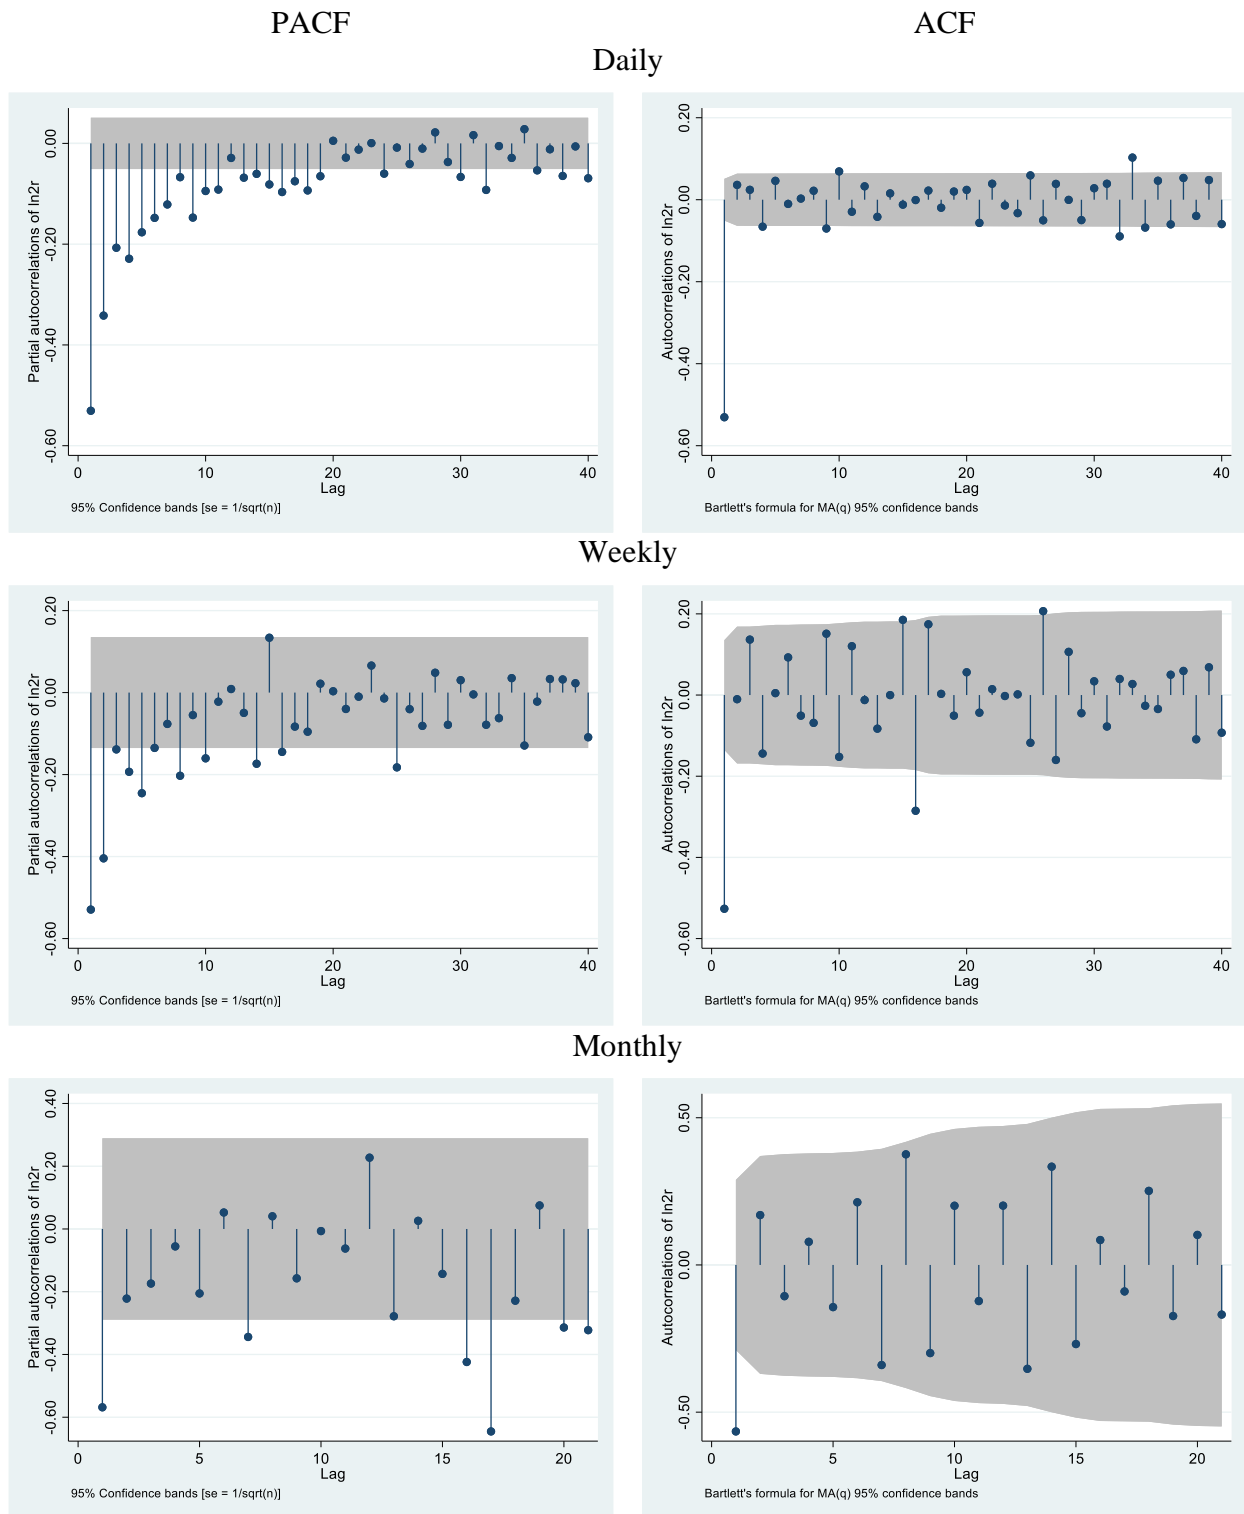 PACF
ACF
Daily
Partial autocorrelations of ln2r
0.00
-0.20
-0.40
-0.60
0 10 20 30 40
Lag
95% Confidence bands [se = 1/sqrt(n)]
Autocorrelations of ln2r
0.20
0.00
-0.20
-0.40
-0.60
0 10 20 30 40
Lag
Bartlett's formula for MA(q) 95% confidence bands
Weekly
Partial autocorrelations of ln2r
0.20
0.00
-0.20
-0.40
-0.60
0 10 20 30 40
Lag
95% Confidence bands [se = 1/sqrt(n)]
Autocorrelations of ln2r
0.20
0.00
-0.20
-0.40
-0.60
0 10 20 30 40
Lag
Bartlett's formula for MA(q) 95% confidence bands
Monthly
Partial autocorrelations of ln2r
0.40
0.20
0.00
-0.20
-0.40
-0.60
0 5 10 15 20
Lag
95% Confidence bands [se = 1/sqrt(n)]
Autocorrelations of ln2r
0.50
0.00
-0.50
0 5 10 15 20
Lag
Bartlett's formula for MA(q) 95% confidence bands